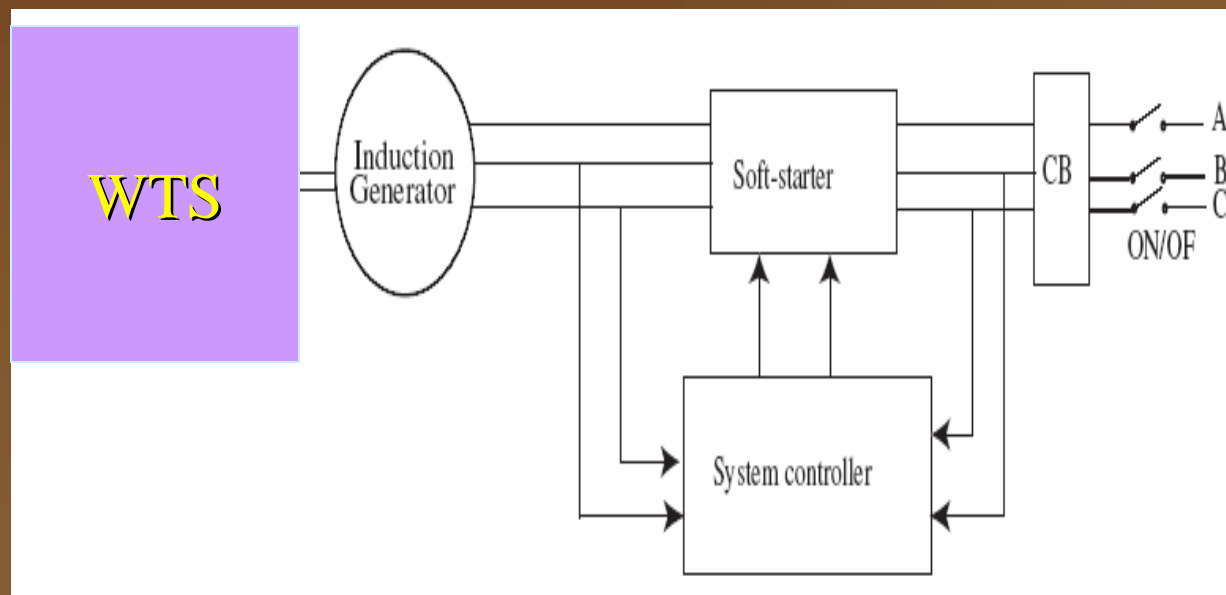 WTS
Induction
Generator
Soft-starter
CB
A
B
C
ON/OF
System controller